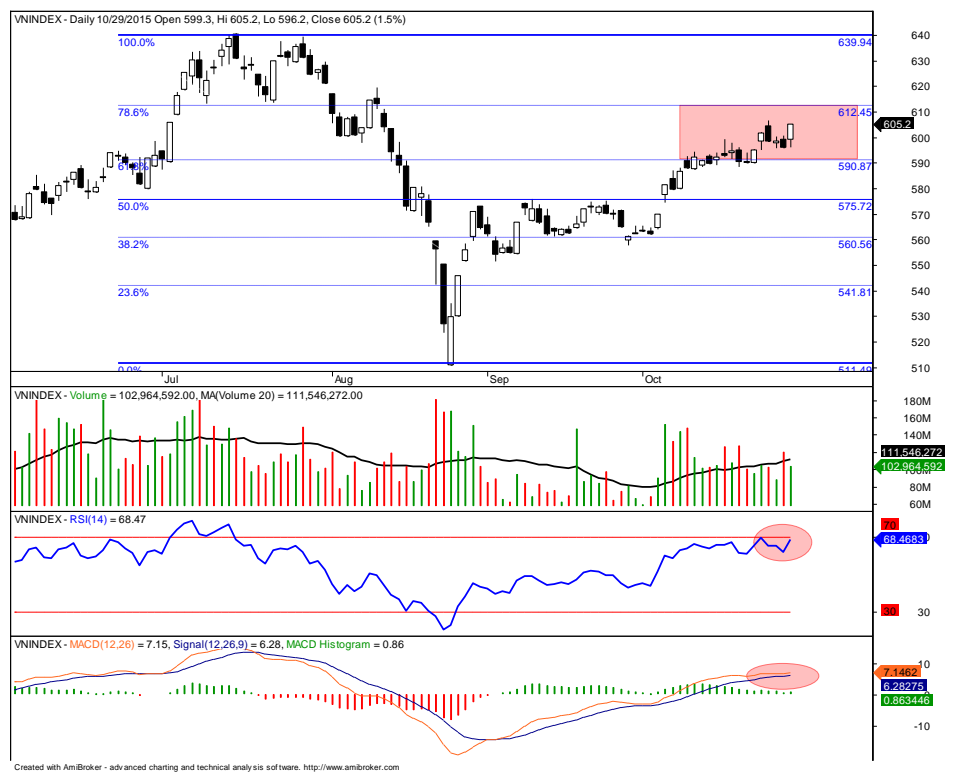 VNINDEX - Daily 10/29/2015 Open 599.3, Hi 605.2, Lo 596.2, Close 605.2 (1.5%)
100.0%
639.94
78.6%
612.45
590.87
50.0%
575.72
38.2%
560.56
23.6%
541.81
0.0%
511.49
640
630
620
610
605.2
600
590
580
570
560
550
540
530
520
510
Jul
Aug
Sep
Oct
VNINDEX - Volume = 102,964,592.00, MA(Volume 20) = 111,546,272.00
180M
160M
140M
111,546,272
102,964,592
80M
60M
VNINDEX - RSI(14) = 68.47
70
68.4683
30
30
VNINDEX - MACD(12,26) = 7.15, Signal(12,26,9) = 6.28, MACD Histogram = 0.86
10
7.1462
6.28275
0.863446
-10
Created with AmiBroker - advanced charting and technical analysis software. http://www.amibroker.com